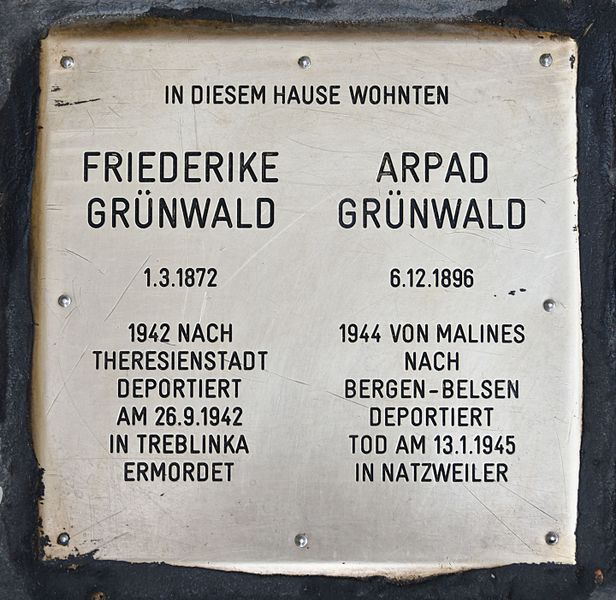 IN DIESEM HAUSE WOHNTEN
FRIEDERIKE
GRÜNWALD
1.3.1872
1942 NACH
THERESIENSTADT
DEPORTIERT
AM 26.9.1942
IN TREBLINKA
ERMORDET
ARPAD
GRÜNWALD
6.12.1896
1944 VON MALINES
NACH
BERGEN-BELSEN
DEPORTIERT
TOD AM 13.1.1945
IN NATZWEILER